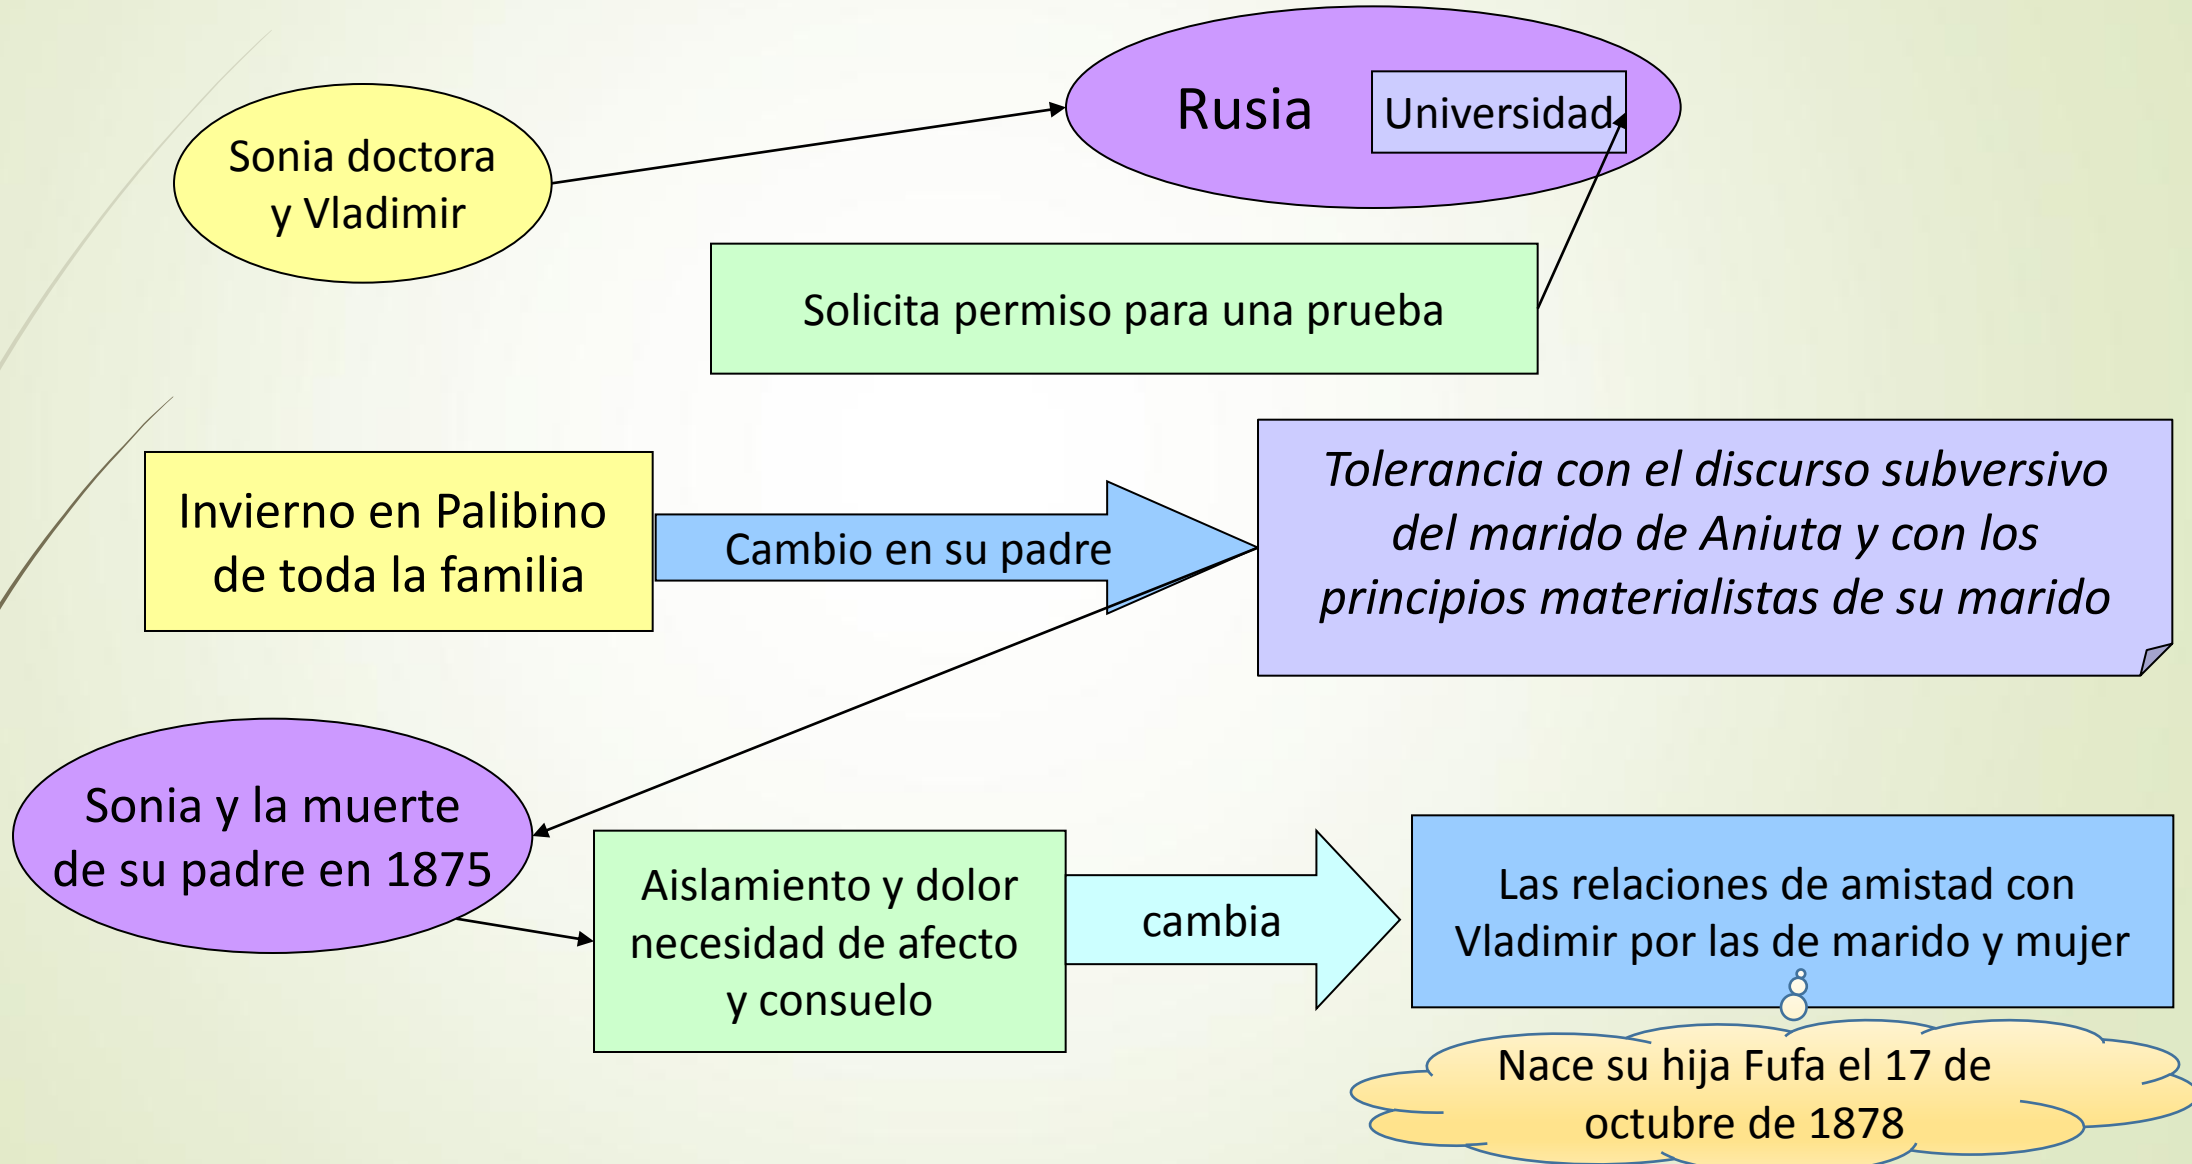 Sonia doctora
y Vladimir
Rusia
Universidad
Solicita permiso para una prueba
Invierno en Palibino
de toda la familia
Cambio en su padre
Tolerancia con el discurso subversivo
del marido de Aniuta y con los
principios materialistas de su marido
Sonia y la muerte
de su padre en 1875
Aislamiento y dolor
necesidad de afecto
y consuelo
cambia
Las relaciones de amistad con
Vladimir por las de marido y mujer
Nace su hija Fufa el 17 de
octubre de 1878